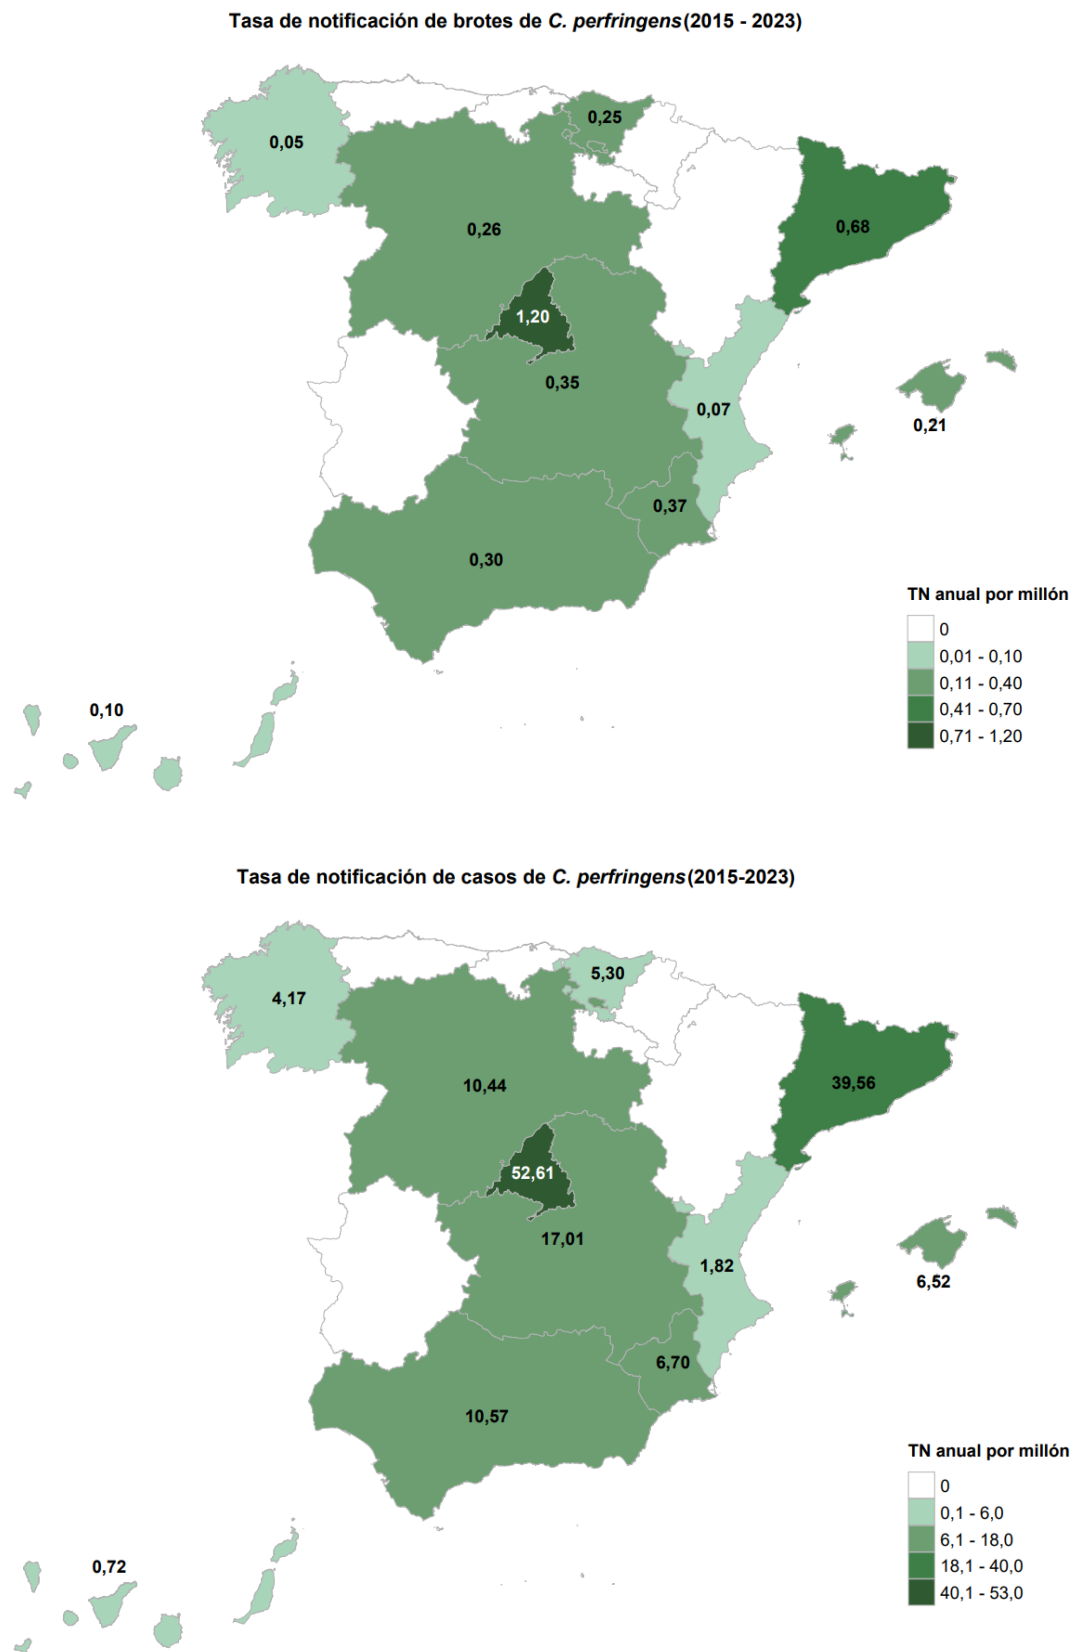 Tasa de notificación de brotes de C. perfringens(2015 - 2023)
0,25
0,05
0,26
0,68
1,20
0,35
0,07
0,21
0,37
0,30
TN anual por millón
0
0,01 - 0,10
0,11 - 0,40
0,41 - 0,70
0,71 - 1,20
0,10
Tasa de notificación de casos de C. perfringens(2015-2023)
5,30
4,17
10,44
39,56
52,61
17,01
1,82
6,52
6,70
10,57
TN anual por millón
0
0,1 - 6,0
6,1 - 18,0
18,1 - 40,0
40,1 - 53,0
0,72